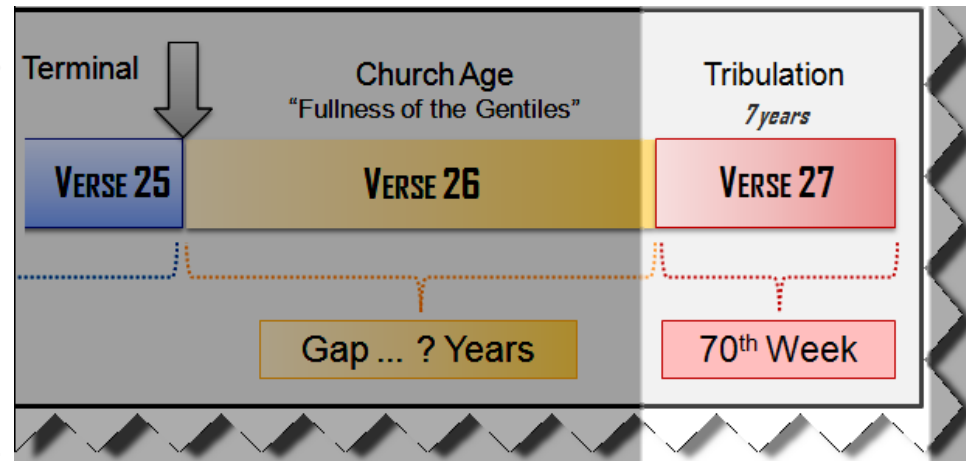 Terminal
Church Age
“Fullness of the Gentiles”
Tribulation
7 years
VERSE 25
VERSE 26
VERSE 27
Gap ... ? Years
70th Week